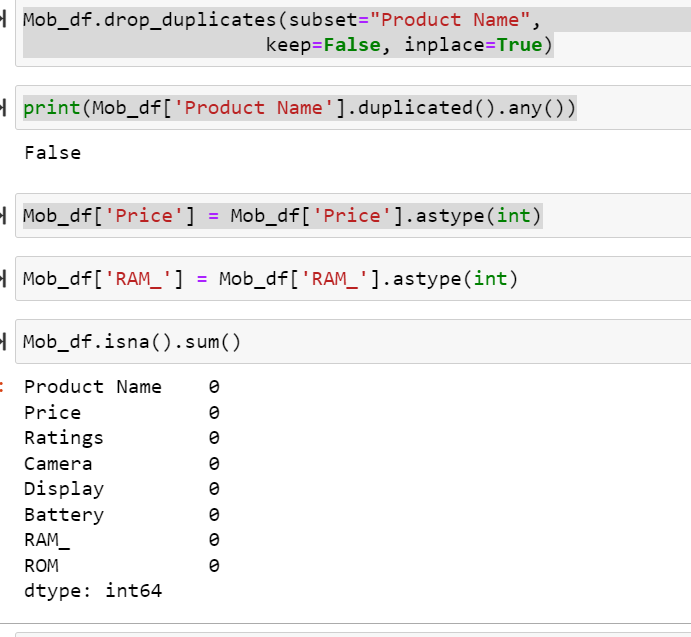 Mob_df.drop_duplicates(subset="Product Name",
                     keep=False, inplace=True)
print(Mob_df['Product Name'].duplicated().any())
False
Mob_df['Price'] = Mob_df['Price'].astype(int)
Mob_df['RAM_'] = Mob_df['RAM_'].astype(int)
Mob_df.isna().sum()
Product Name    0
Price           0
Ratings         0
Camera          0
Display         0
Battery         0
RAM_            0
ROM             0
dtype: int64